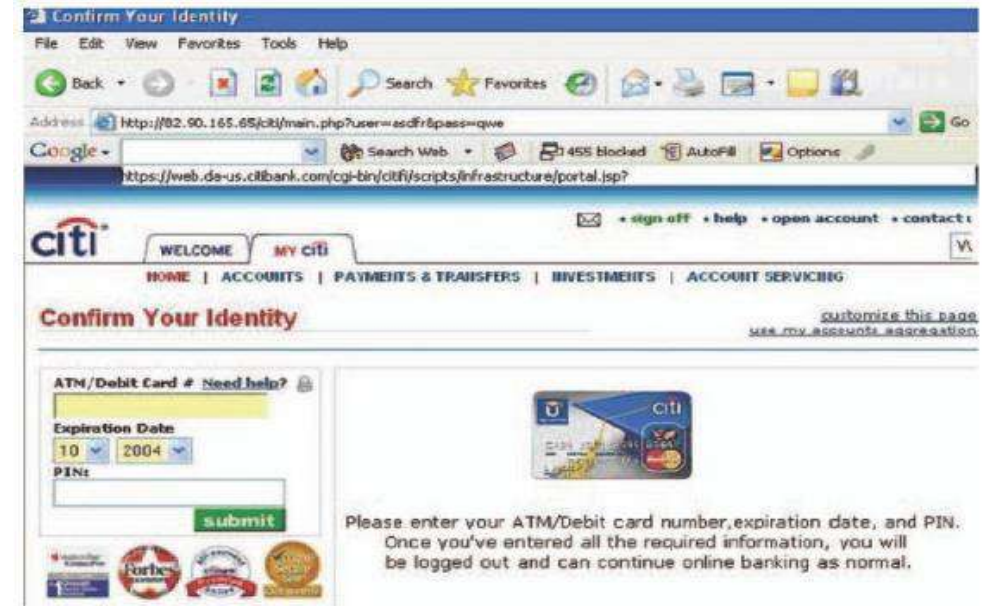 Confirm Your Identity
File Edit View Favorites Tools Help
Back Search Favorites
Address http://82.90.165.65/citi/main.php?user=asdfr&pass=qwe Go
Google Search Web 1455 blocked AutoFill Options
https://web.da-us.citibank.com/cgi-bin/citifi/scripts/infrastructure/portal.jsp?
sign off help open account contact
citi WELCOME MY citi
HOME | ACCOUNTS | PAYMENTS & TRANSFERS | INVESTMENTS | ACCOUNT SERVICING
Confirm Your Identity
customize this page
use my accounts aggregation
ATM/Debit Card # Need help?
Expiration Date
10 2004
PIN:
submit
citi
Please enter your ATM/Debit card number,expiration date, and PIN.
Once you've entered all the required information, you will
be logged out and can continue online banking as normal.
Forbes